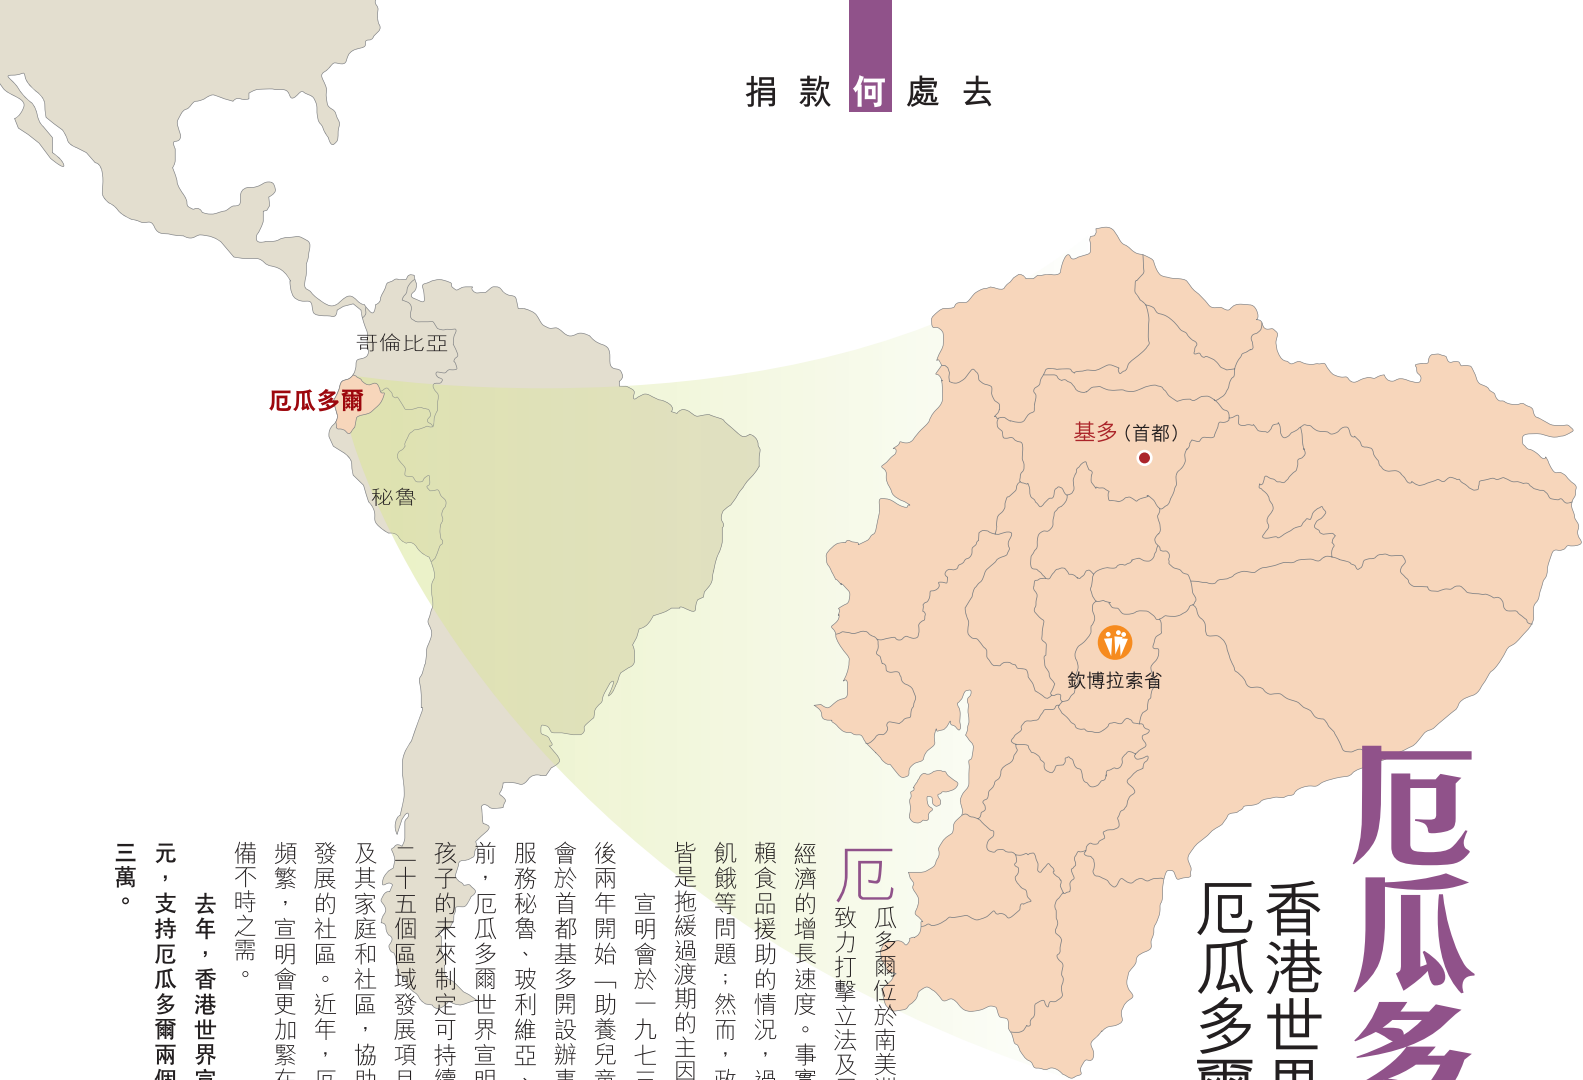 捐款何處去
哥倫比亞
厄瓜多爾
秘魯
基多（首都）
欽博拉索省
厄瓜多
香港世界
厄瓜多爾
厄瓜多爾位於南美洲
致力打擊立法及
經濟的增長速度。事實
賴食品援助的情況，過
飢餓等問題；然而，政
皆是拖緩過渡期的主因
宣明會於一九七三
後兩年開始「助養兒童
會於首都基多開設辦事
服務秘魯、玻利維亞、
前，厄瓜多爾世界宣明
孩子的未來制定可持續
二十五個區域發展項目
及其家庭和社區，協助
發展的社區。近年，厄
頻繁，宣明會更加緊在
備不時之需。
去年，香港世界宣
元，支持厄瓜多爾兩個
三萬。